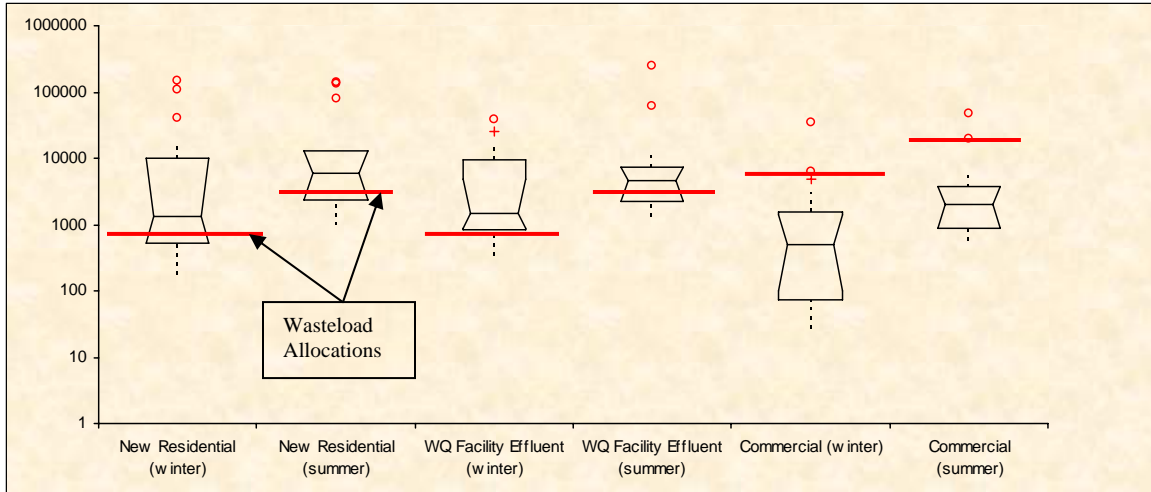 1000000
100000
10000
1000
100
10
1
Wasteload
Allocations
New Residential
(winter)
New Residential
(summer)
WQ Facility Effluent
(winter)
WQ Facility Effluent
(summer)
Commercial (winter)
Commercial
(summer)